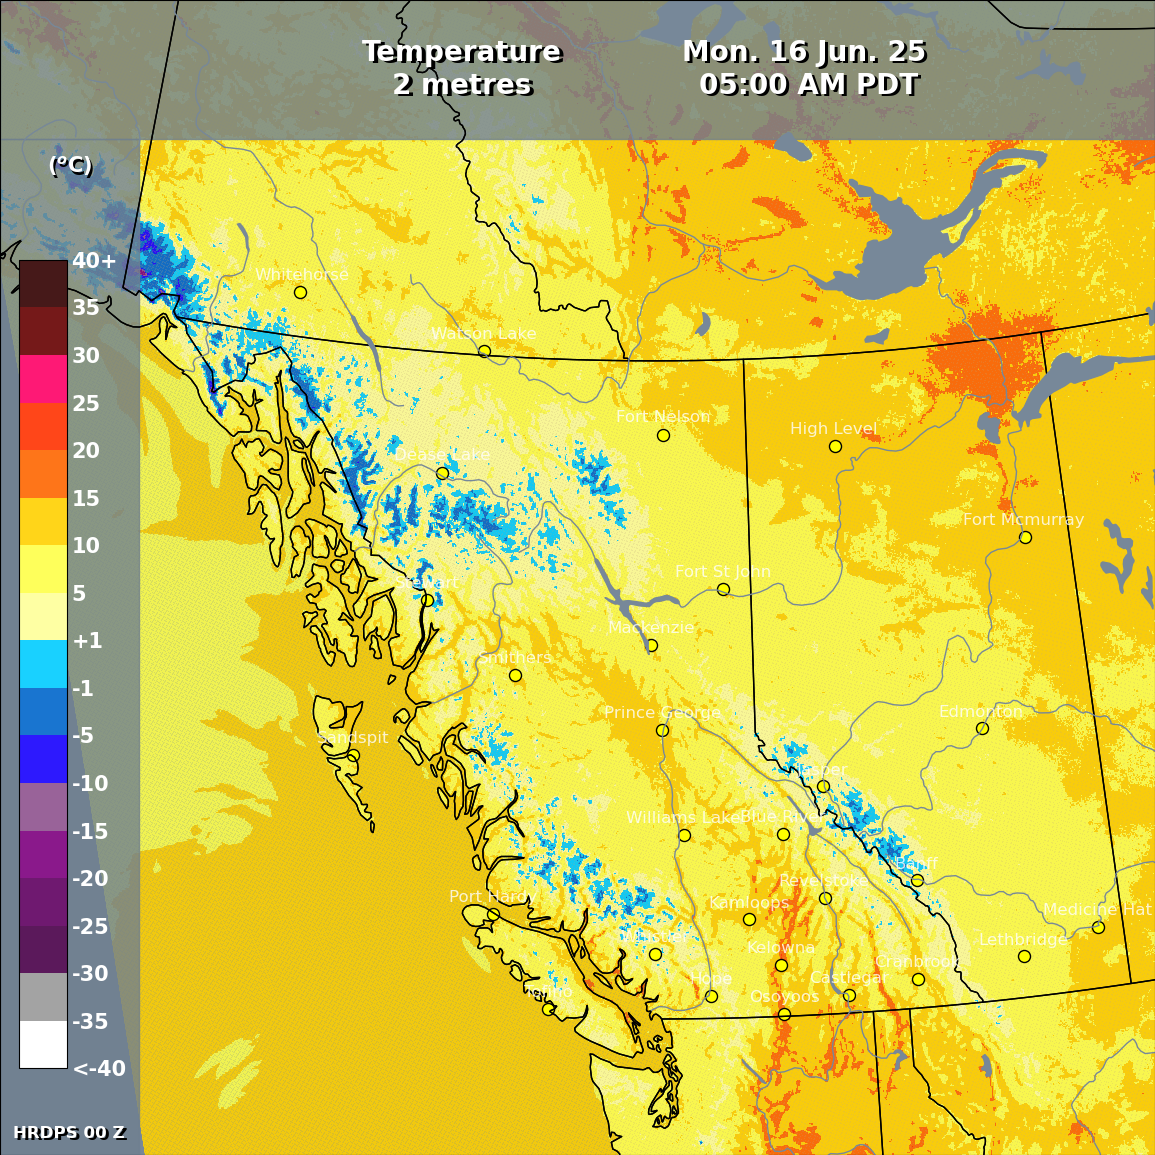 Temperature
2 metres
Mon. 16 Jun. 25
05:00 AM PDT
(°C)
40+
35
30
25
20
15
10
5
+1
-1
-5
-10
-15
-20
-25
-30
-35
<-40
HRDPS 00 Z
Whitehorse
Watson Lake
Fort Nelson
High Level
Dease Lake
Fort Mcmurray
Stewart
Fort St John
Mackenzie
Smithers
Prince George
Edmonton
Sandspit
Jasper
Williams Lake
Blue River
Banff
Revelstoke
Port Hardy
Kamloops
Medicine Hat
Whistler
Kelowna
Lethbridge
Cranbrook
Hope
Castlegar
Tofino
Osoyoos